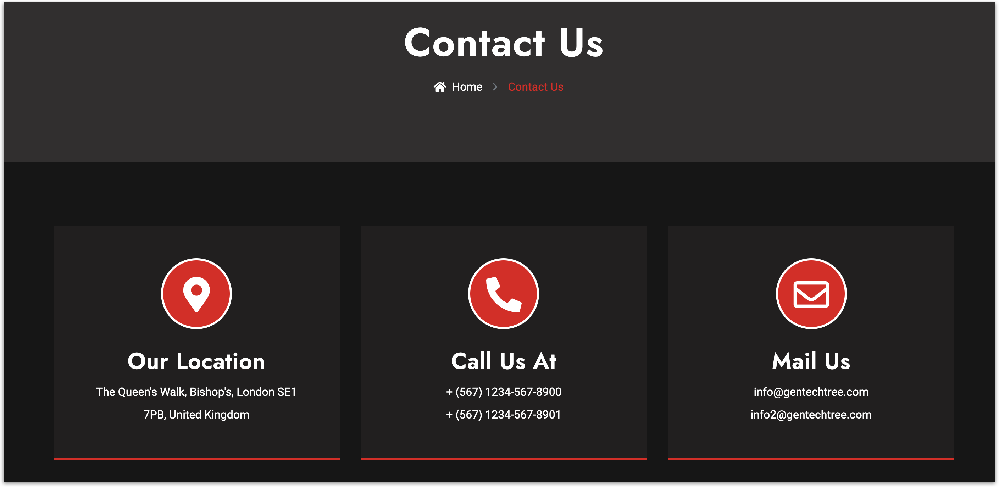 Contact Us
Home > Contact Us
Our Location
The Queen's Walk, Bishop's, London SE1
7PB, United Kingdom
Call Us At
+ (567) 1234-567-8900
+ (567) 1234-567-8901
Mail Us
info@gentechtree.com
info2@gentechtree.com